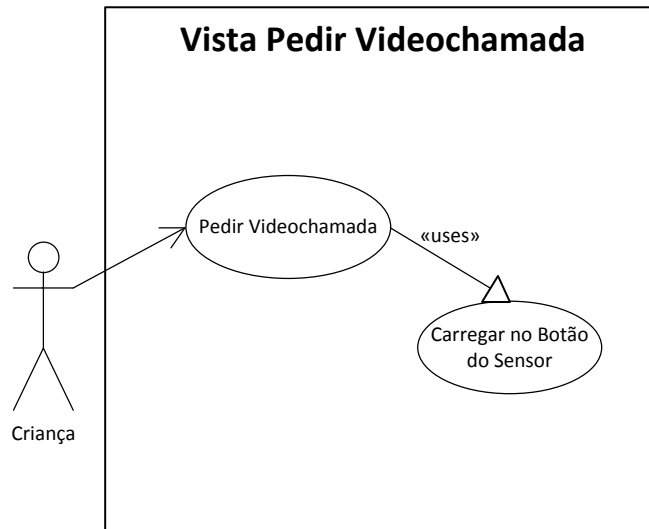 Vista Pedir Videochamada
Pedir Videochamada
«uses»
Carregar no Botão
do Sensor
Criança